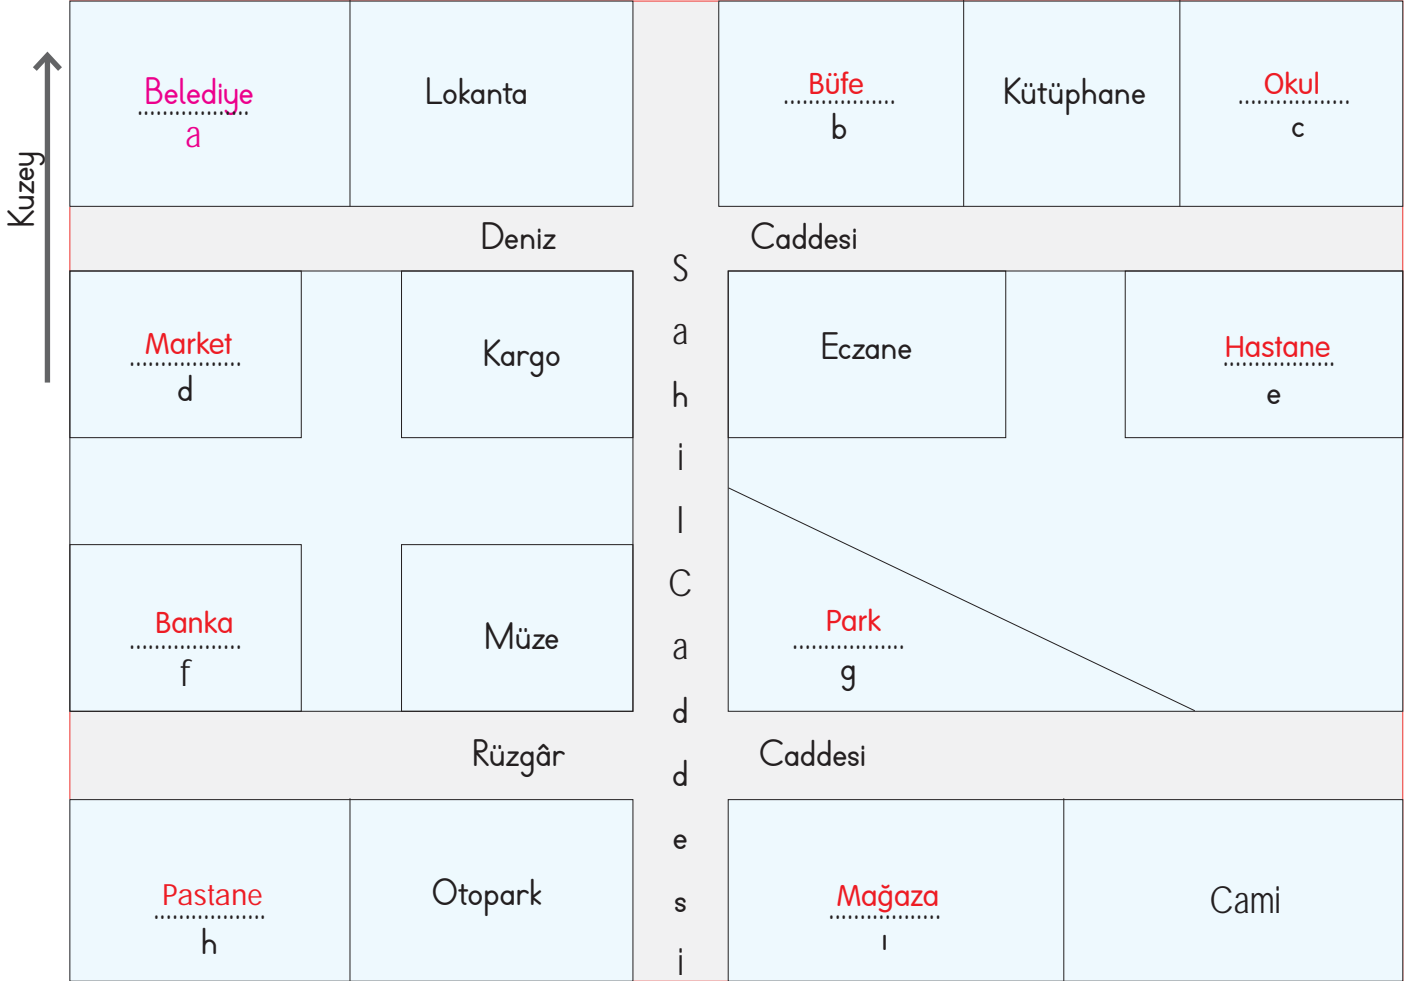 Kuzey
Belediye
a
Lokanta
Büfe
b
Kütüphane
Okul
c
Deniz Caddesi
Sahil Caddesi
Market
d
Kargo
Eczane
Hastane
e
Banka
f
Müze
Park
g
Rüzgâr Caddesi
Pastane
h
Otopark
Mağaza
ı
Cami